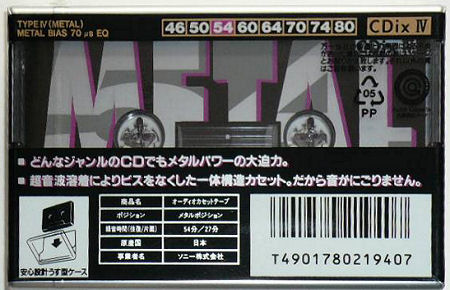 TYPE IV (METAL)
METAL BIAS 70 μs EQ
46 50 54 60 64 70 74 80
CDix IV
METAL
54
05
PP
■ どんなジャンルのCDでもメタルパワーの大迫力。
■ 超音波溶着によりビスをなくした一体構造カセット。だから音がにごりません。
商品名 オーディオカセットテープ
ポジション メタルポジション
録音時間(往復/片面) 54分/27分
原産国 日本
事業者名 ソニー株式会社
安心設計うす型ケース
T4901780219407